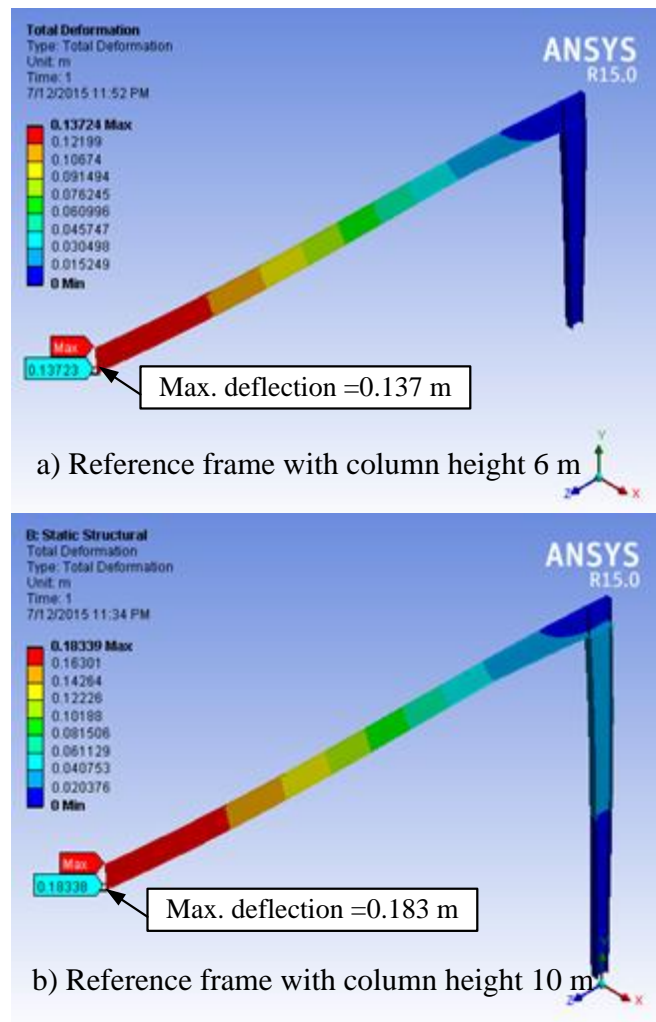 Total Deformation
Type: Total Deformation
Unit: m
Time: 1
7/12/2015 11:52 PM
ANSYS
R15.0
0.13724 Max
0.12199
0.10674
0.091494
0.076245
0.060996
0.045747
0.030498
0.015249
0 Min
Max
0.13723
Max. deflection =0.137 m
a) Reference frame with column height 6 m
Y
Z
X
B: Static Structural
Total Deformation
Type: Total Deformation
Unit: m
Time: 1
7/12/2015 11:34 PM
ANSYS
R15.0
0.18339 Max
0.16301
0.14264
0.12226
0.10188
0.081506
0.061129
0.040753
0.020376
0 Min
Max
0.18338
Max. deflection =0.183 m
b) Reference frame with column height 10 m
Z
X